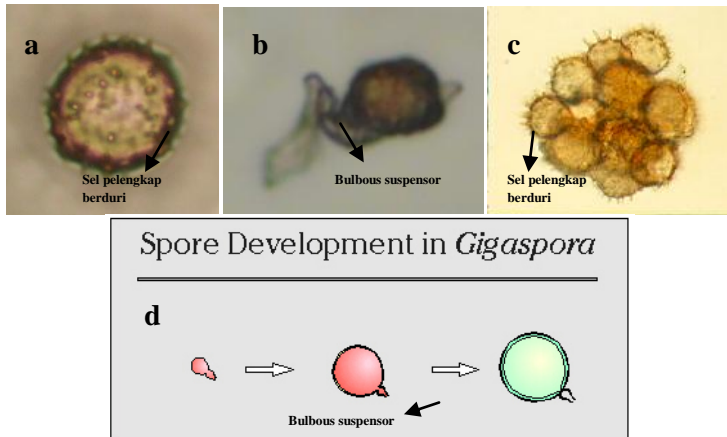 a
Sel pelengkap
berduri
b
Bulbous suspensor
c
Sel pelengkap
berduri
Spore Development in Gigaspora
d
Bulbous suspensor